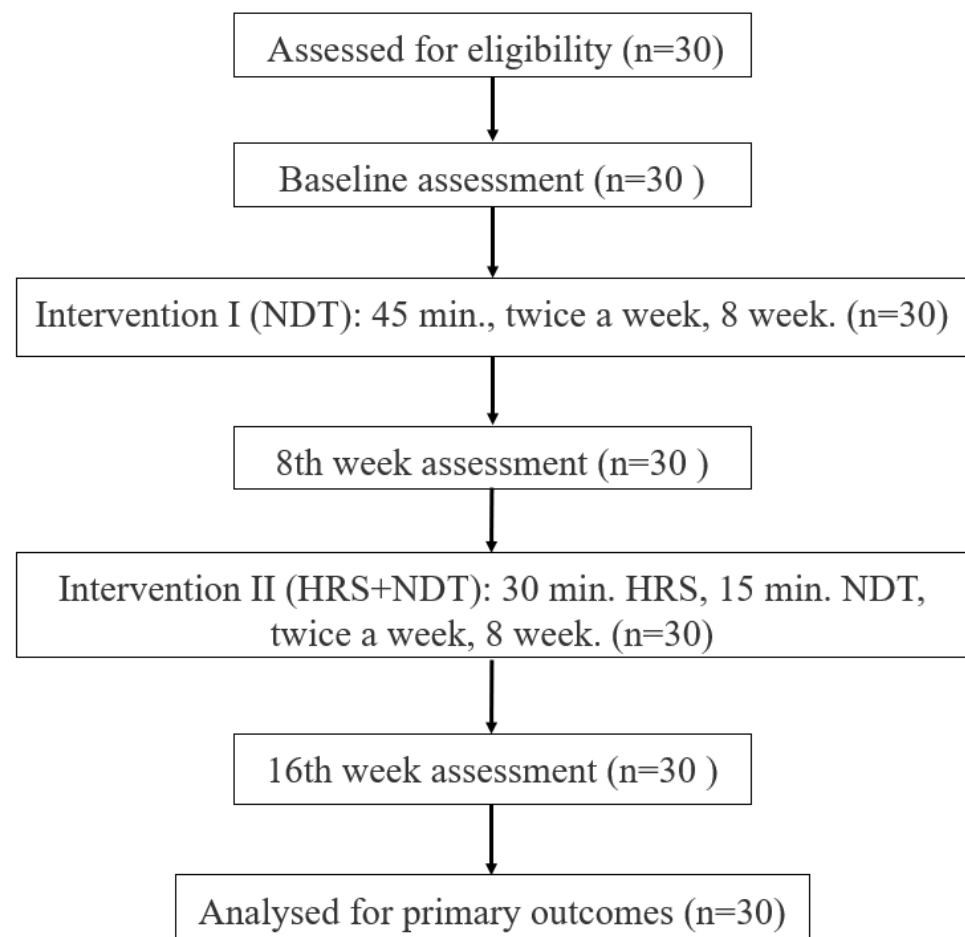 Assessed for eligibility (n=30)
Baseline assessment (n=30 )
Intervention I (NDT): 45 min., twice a week, 8 week. (n=30)
8th week assessment (n=30 )
Intervention II (HRS+NDT): 30 min. HRS, 15 min. NDT,
twice a week, 8 week. (n=30)
16th week assessment (n=30 )
Analysed for primary outcomes (n=30)